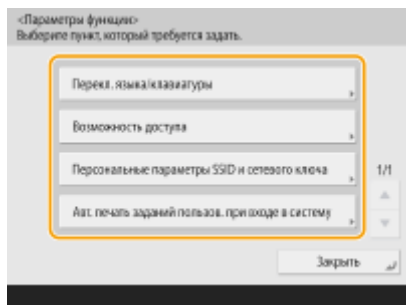 <Параметры функции>
Выберите пункт, который требуется задать.
Перекл. языка/клавиатуры
Возможность доступа
Персональные параметры SSID и сетевого ключа
1/1
Авт. печать заданий пользов. при входе в систему
Закрыть